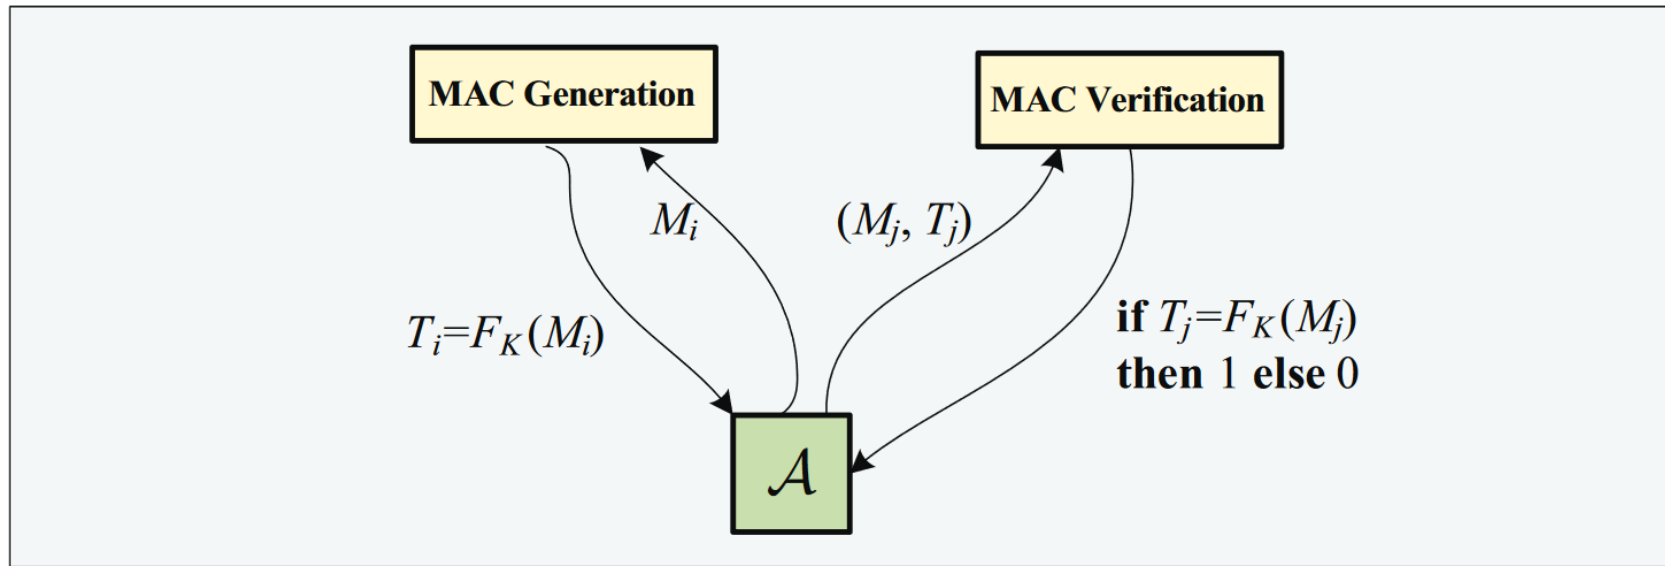 MAC Generation
MAC Verification
M_i
(M_j, T_j)
T_i=F_K(M_i)
if T_j=F_K(M_j)
then 1 else 0
𝒜